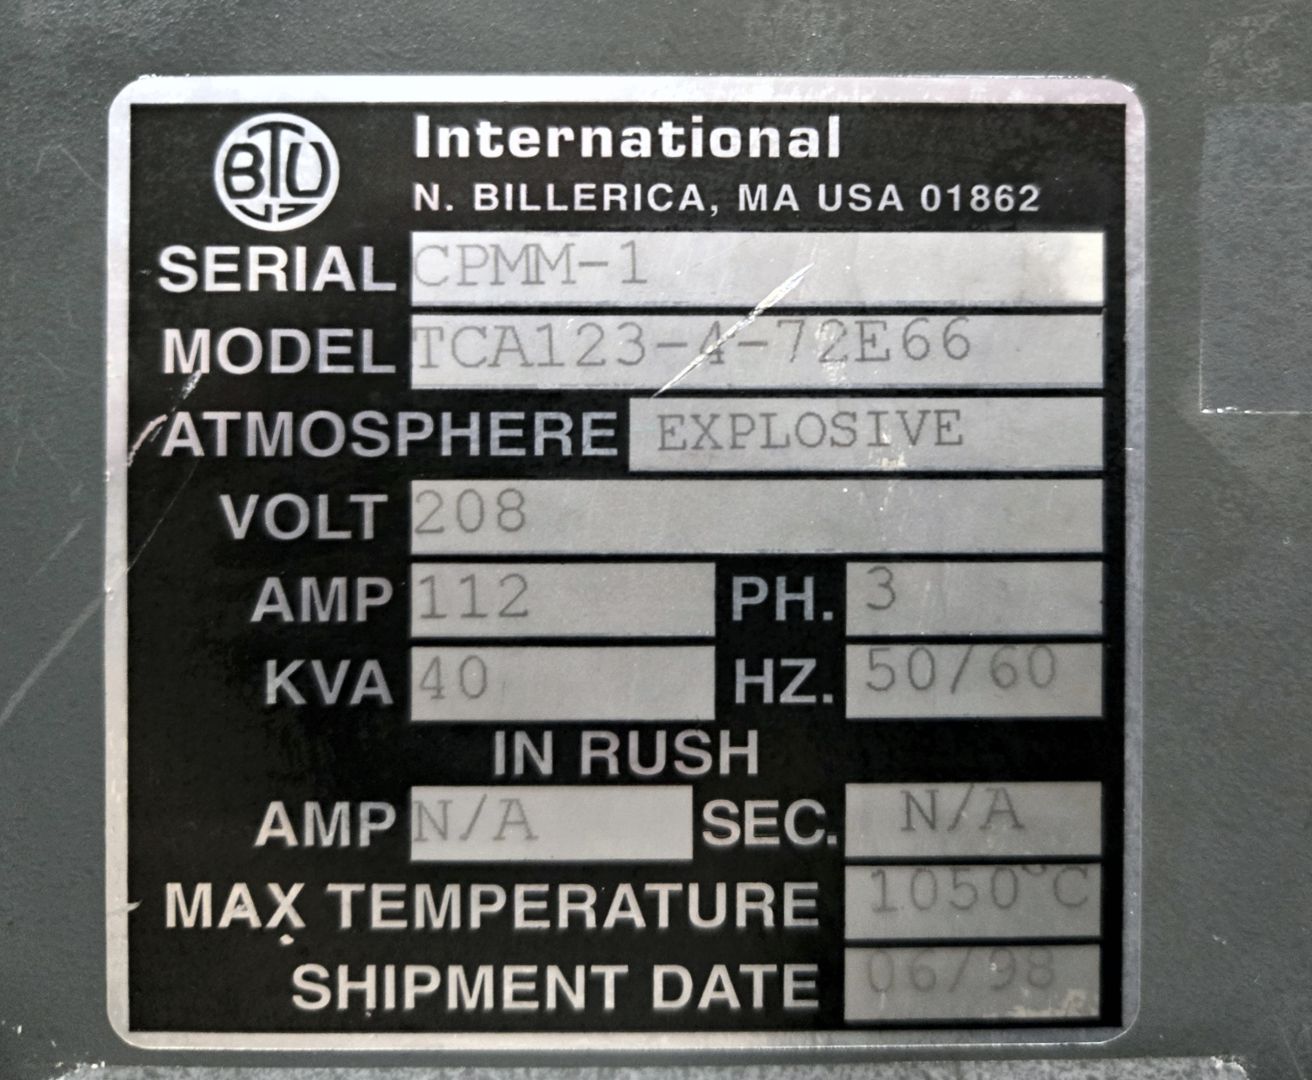 BTU International
N. BILLERICA, MA USA 01862
SERIAL CPMM-1
MODEL TCA123-4-72E66
ATMOSPHERE EXPLOSIVE
VOLT 208
AMP 112 PH. 3
KVA 40 HZ. 50/60
IN RUSH
AMP N/A SEC. N/A
MAX TEMPERATURE 1050°C
SHIPMENT DATE 06/98